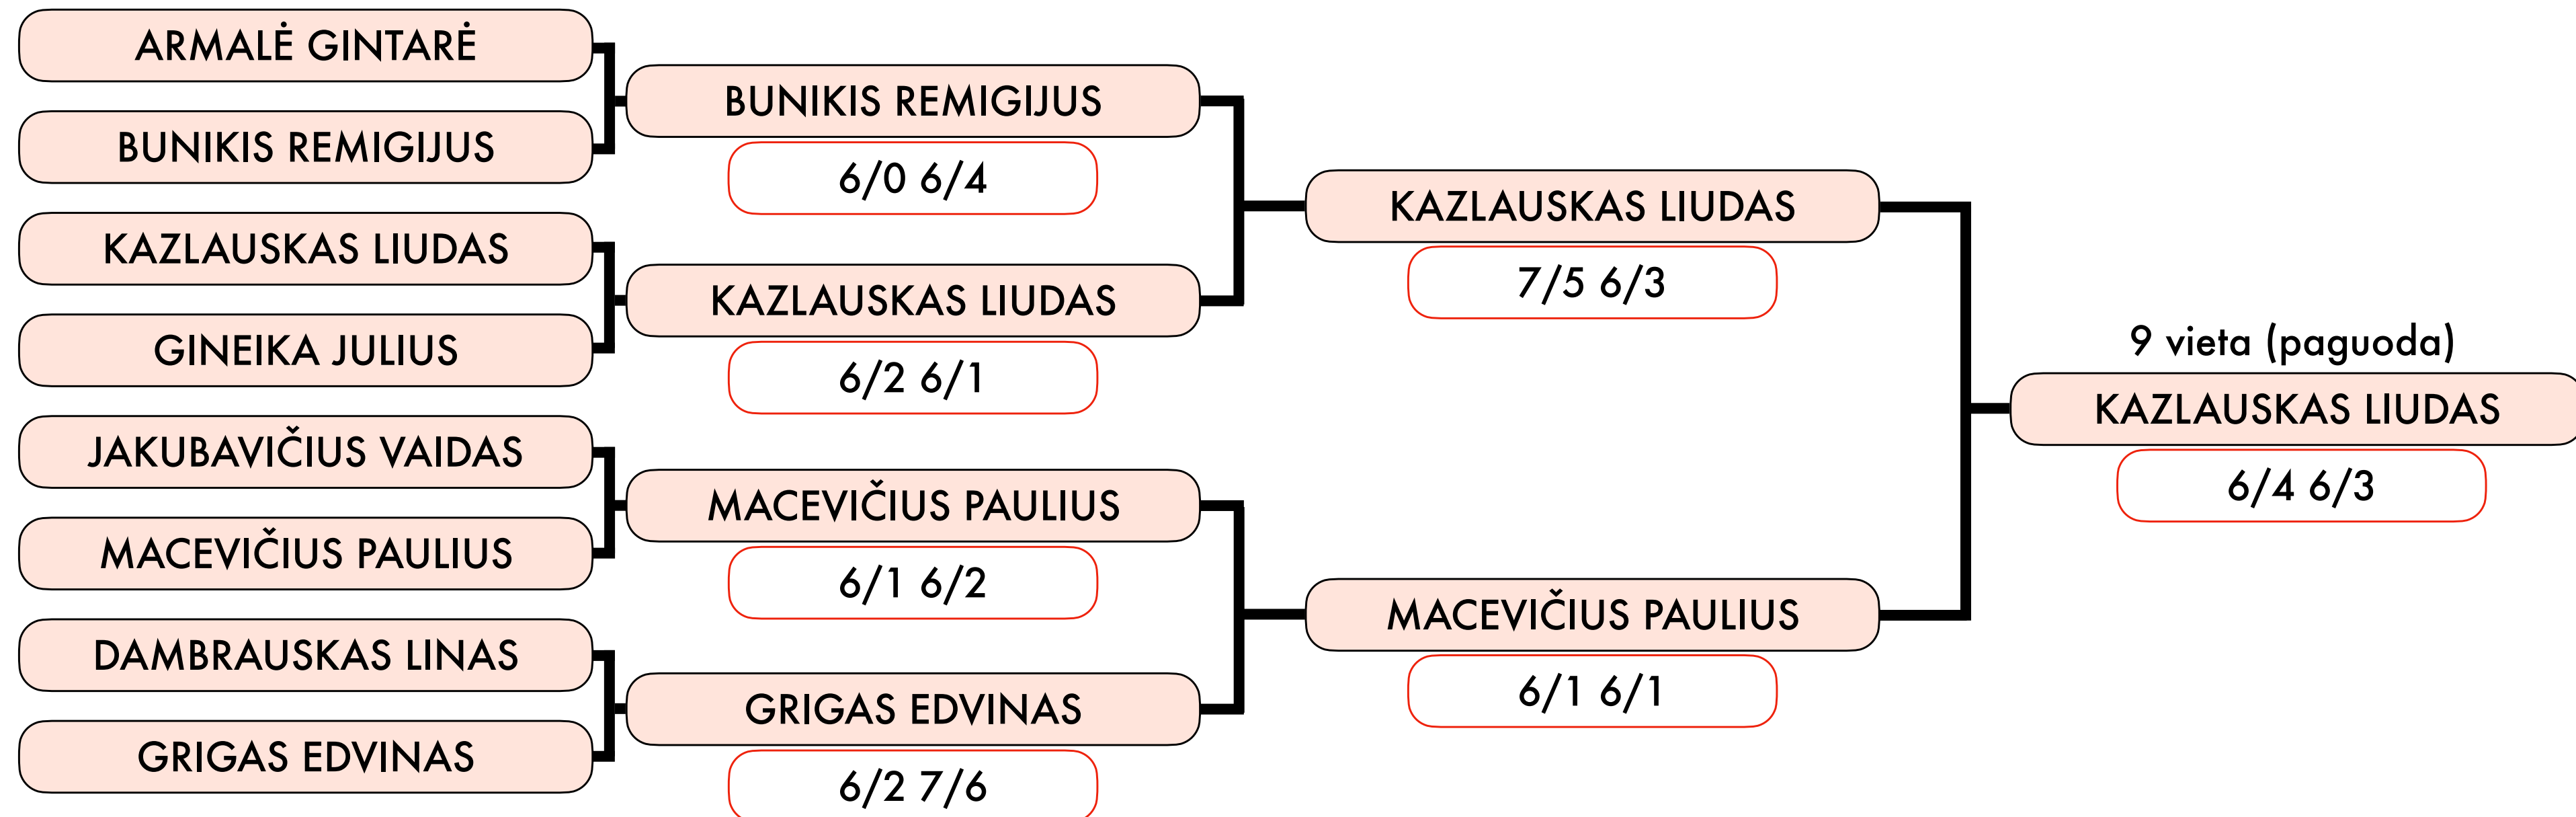 ARMALĖ GINTARĖ
BUNIKIS REMIGIJUS
KAZLAUSKAS LIUDAS
GINEIKA JULIUS
JAKUBAVIČIUS VAIDAS
MACEVIČIUS PAULIUS
DAMBRAUSKAS LINAS
GRIGAS EDVINAS
BUNIKIS REMIGIJUS
6/0 6/4
KAZLAUSKAS LIUDAS
6/2 6/1
MACEVIČIUS PAULIUS
6/1 6/2
GRIGAS EDVINAS
6/2 7/6
KAZLAUSKAS LIUDAS
7/5 6/3
MACEVIČIUS PAULIUS
6/1 6/1
9 vieta (paguoda)
KAZLAUSKAS LIUDAS
6/4 6/3